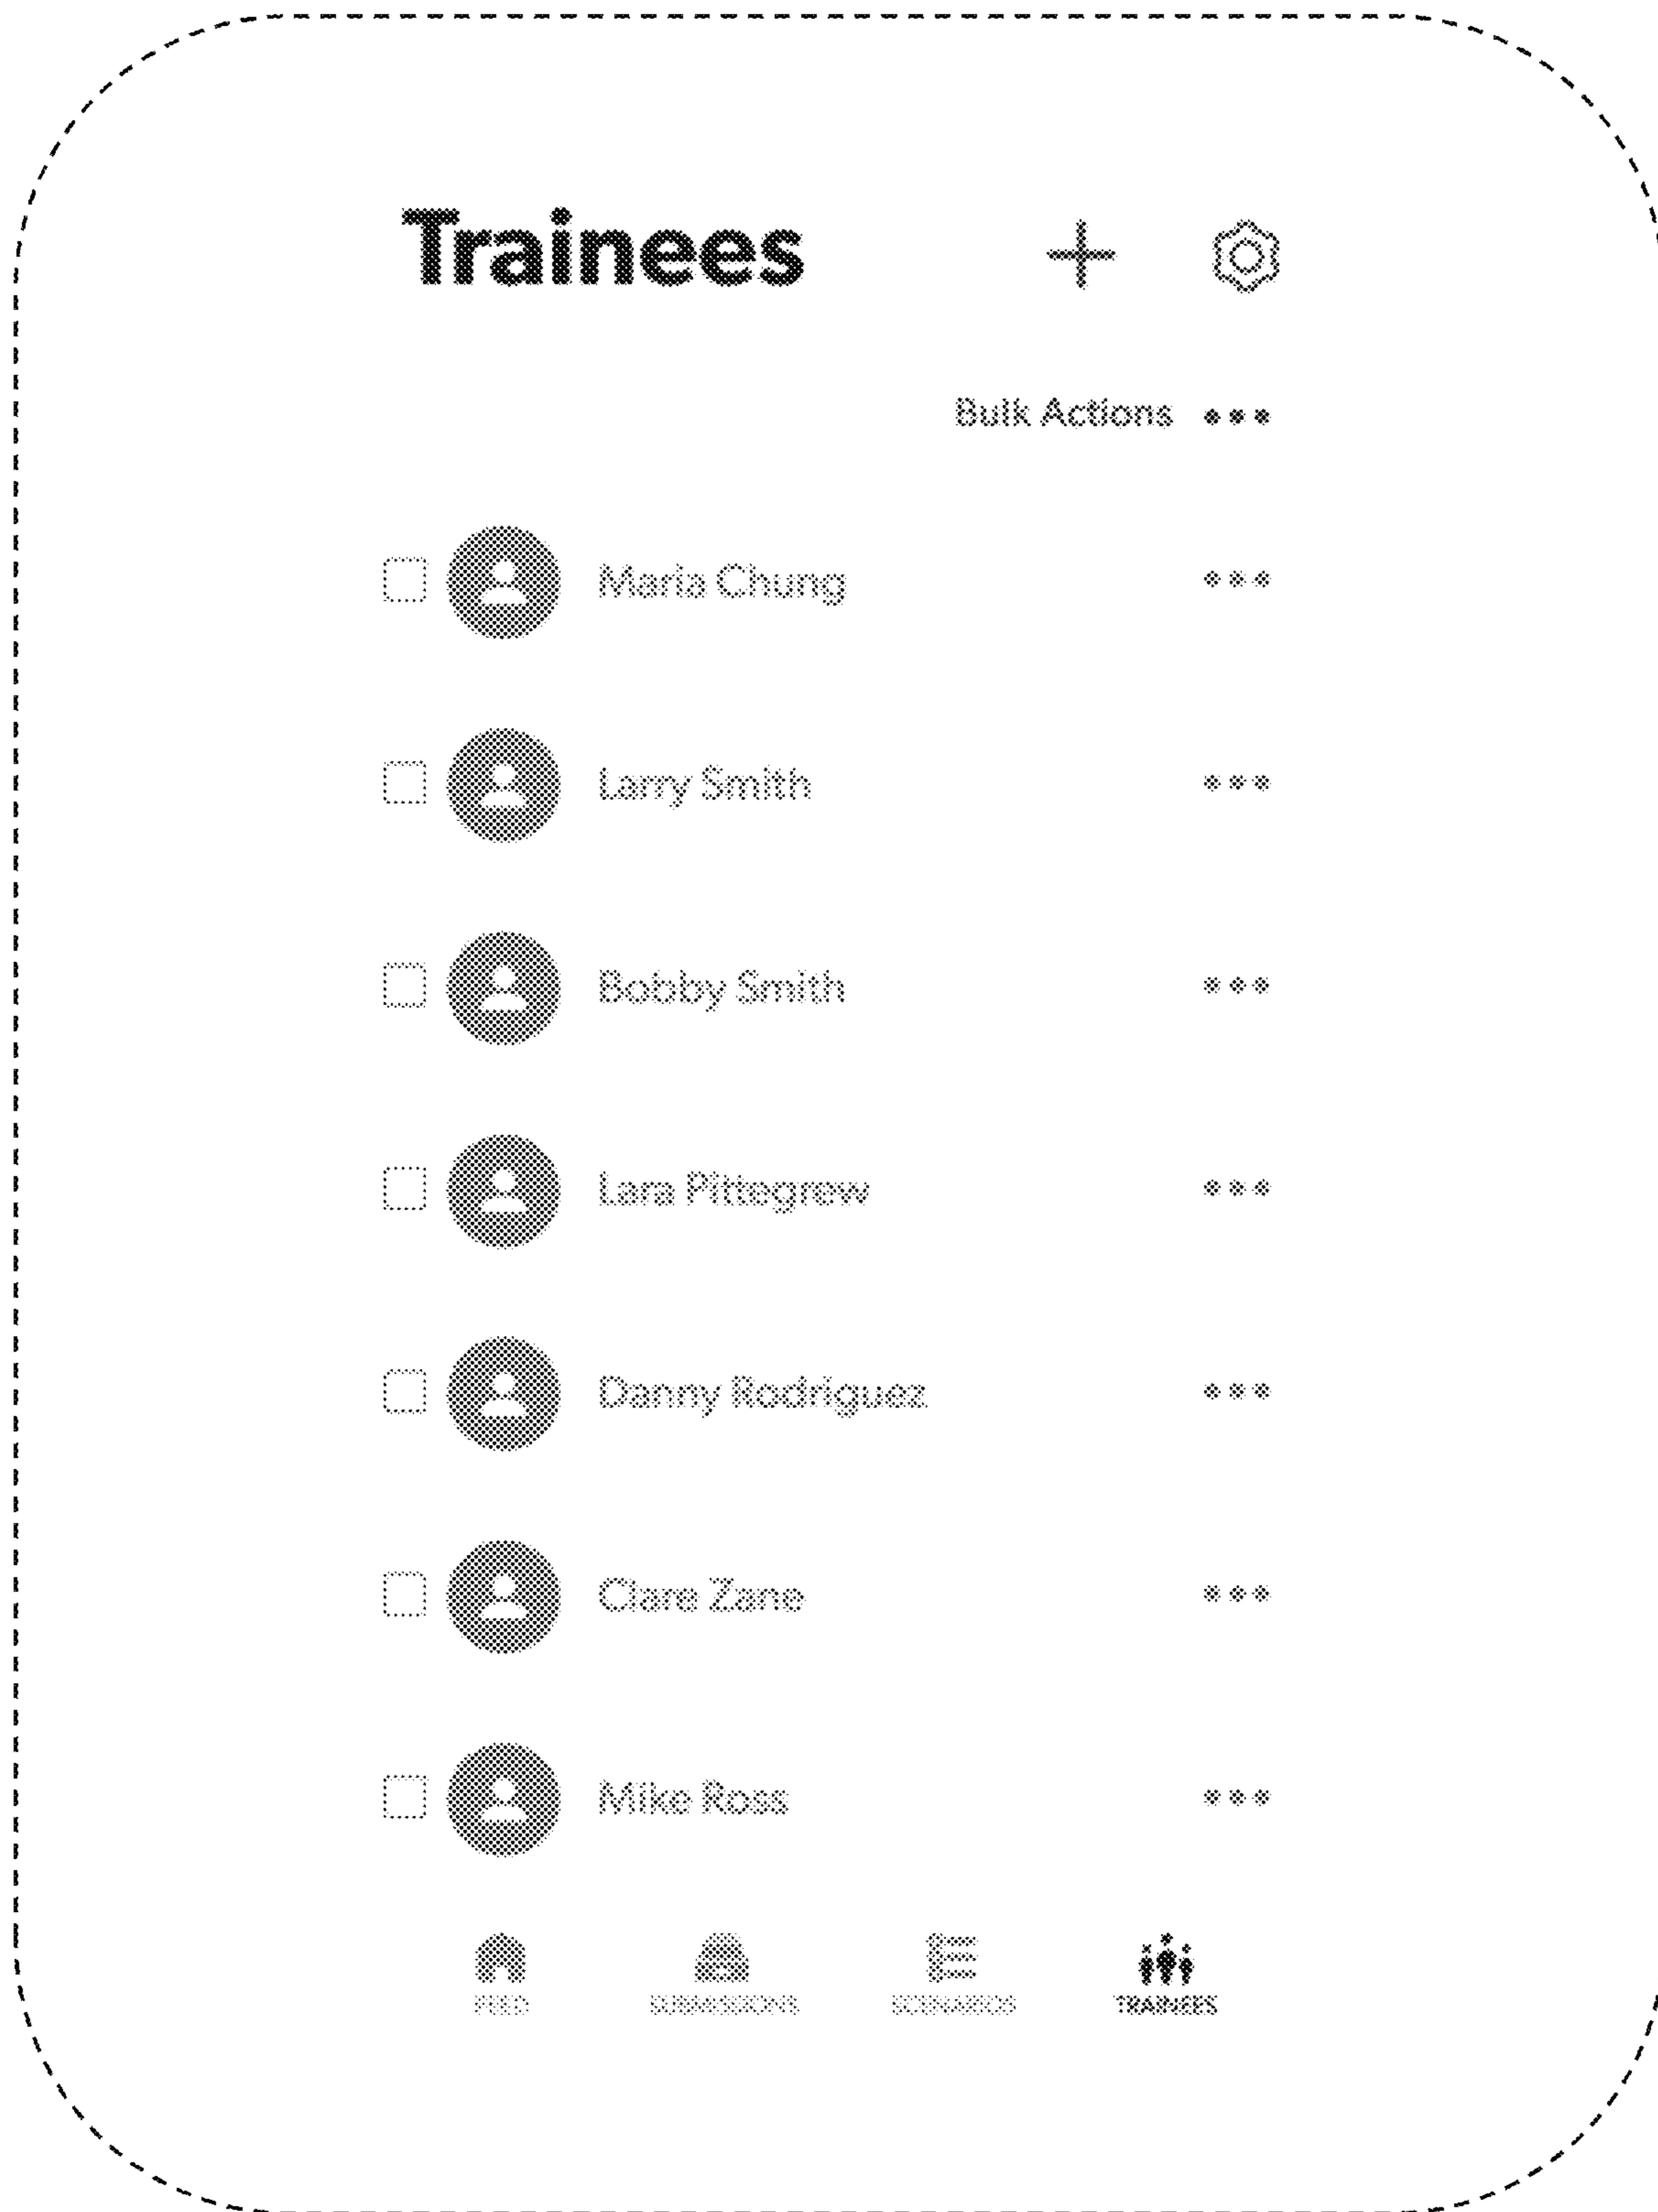 Trainees
Bulk Actions
Maria Chung
Larry Smith
Bobby Smith
Lara Pittegrew
Danny Rodriguez
Clare Zane
Mike Ross
FEED SUBMISSIONS SCENARIOS TRAINEES